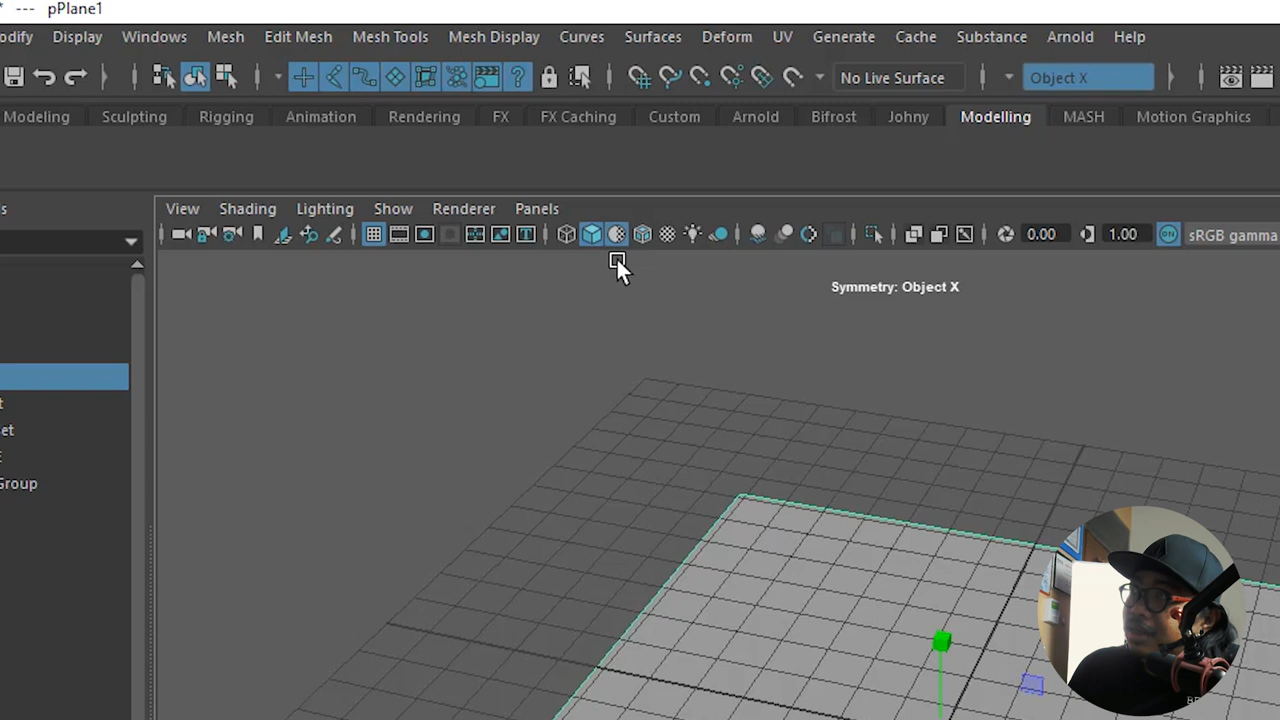 * --- pPlane1
odify Display Windows Mesh Edit Mesh Mesh Tools Mesh Display Curves Surfaces Deform UV Generate Cache Substance Arnold Help
No Live Surface Object X
Modeling Sculpting Rigging Animation Rendering FX FX Caching Custom Arnold Bifrost Johny Modelling MASH Motion Graphics
s View Shading Lighting Show Renderer Panels
0.00 1.00 ON sRGB gamma
Symmetry: Object X
t
et
E
Group